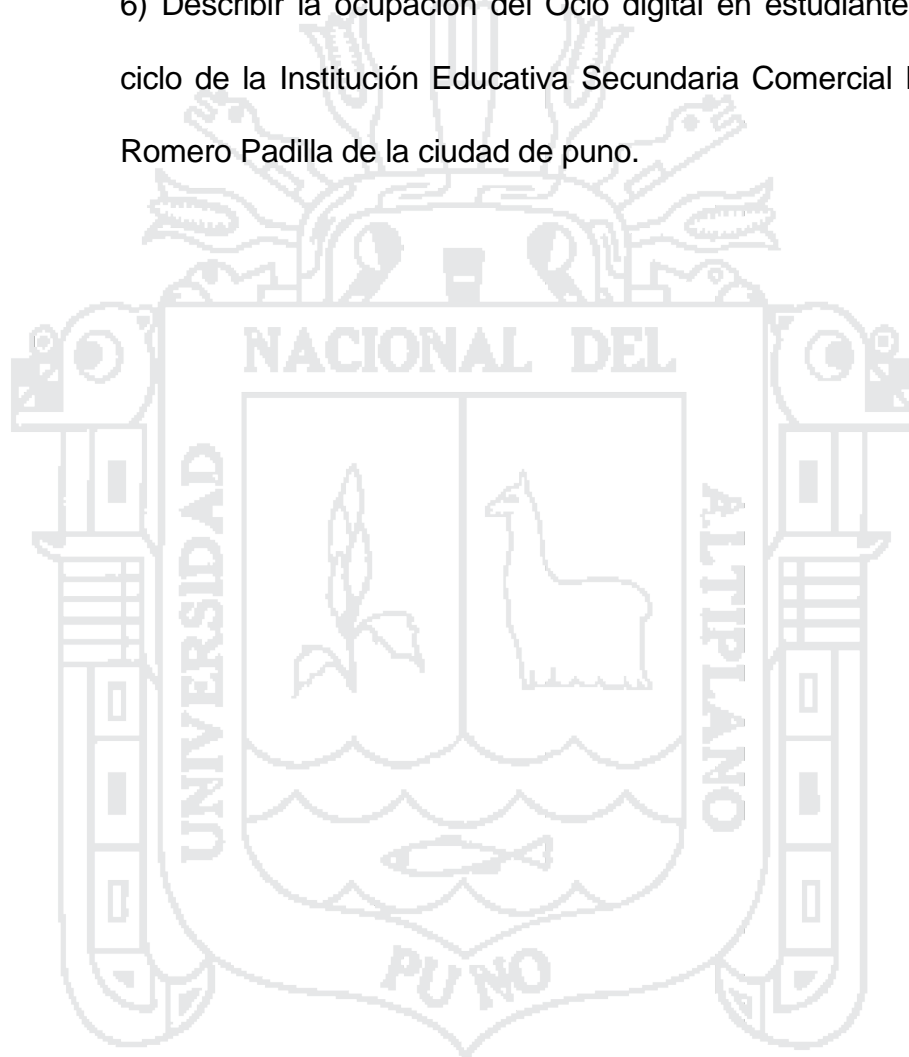 6) Describir la ocupación del Ocio digital en estudiante
ciclo de la Institución Educativa Secundaria Comercial
Romero Padilla de la ciudad de puno.
NACIONAL DEL
UNIVERSIDAD
ALTIPLANO
PUNO